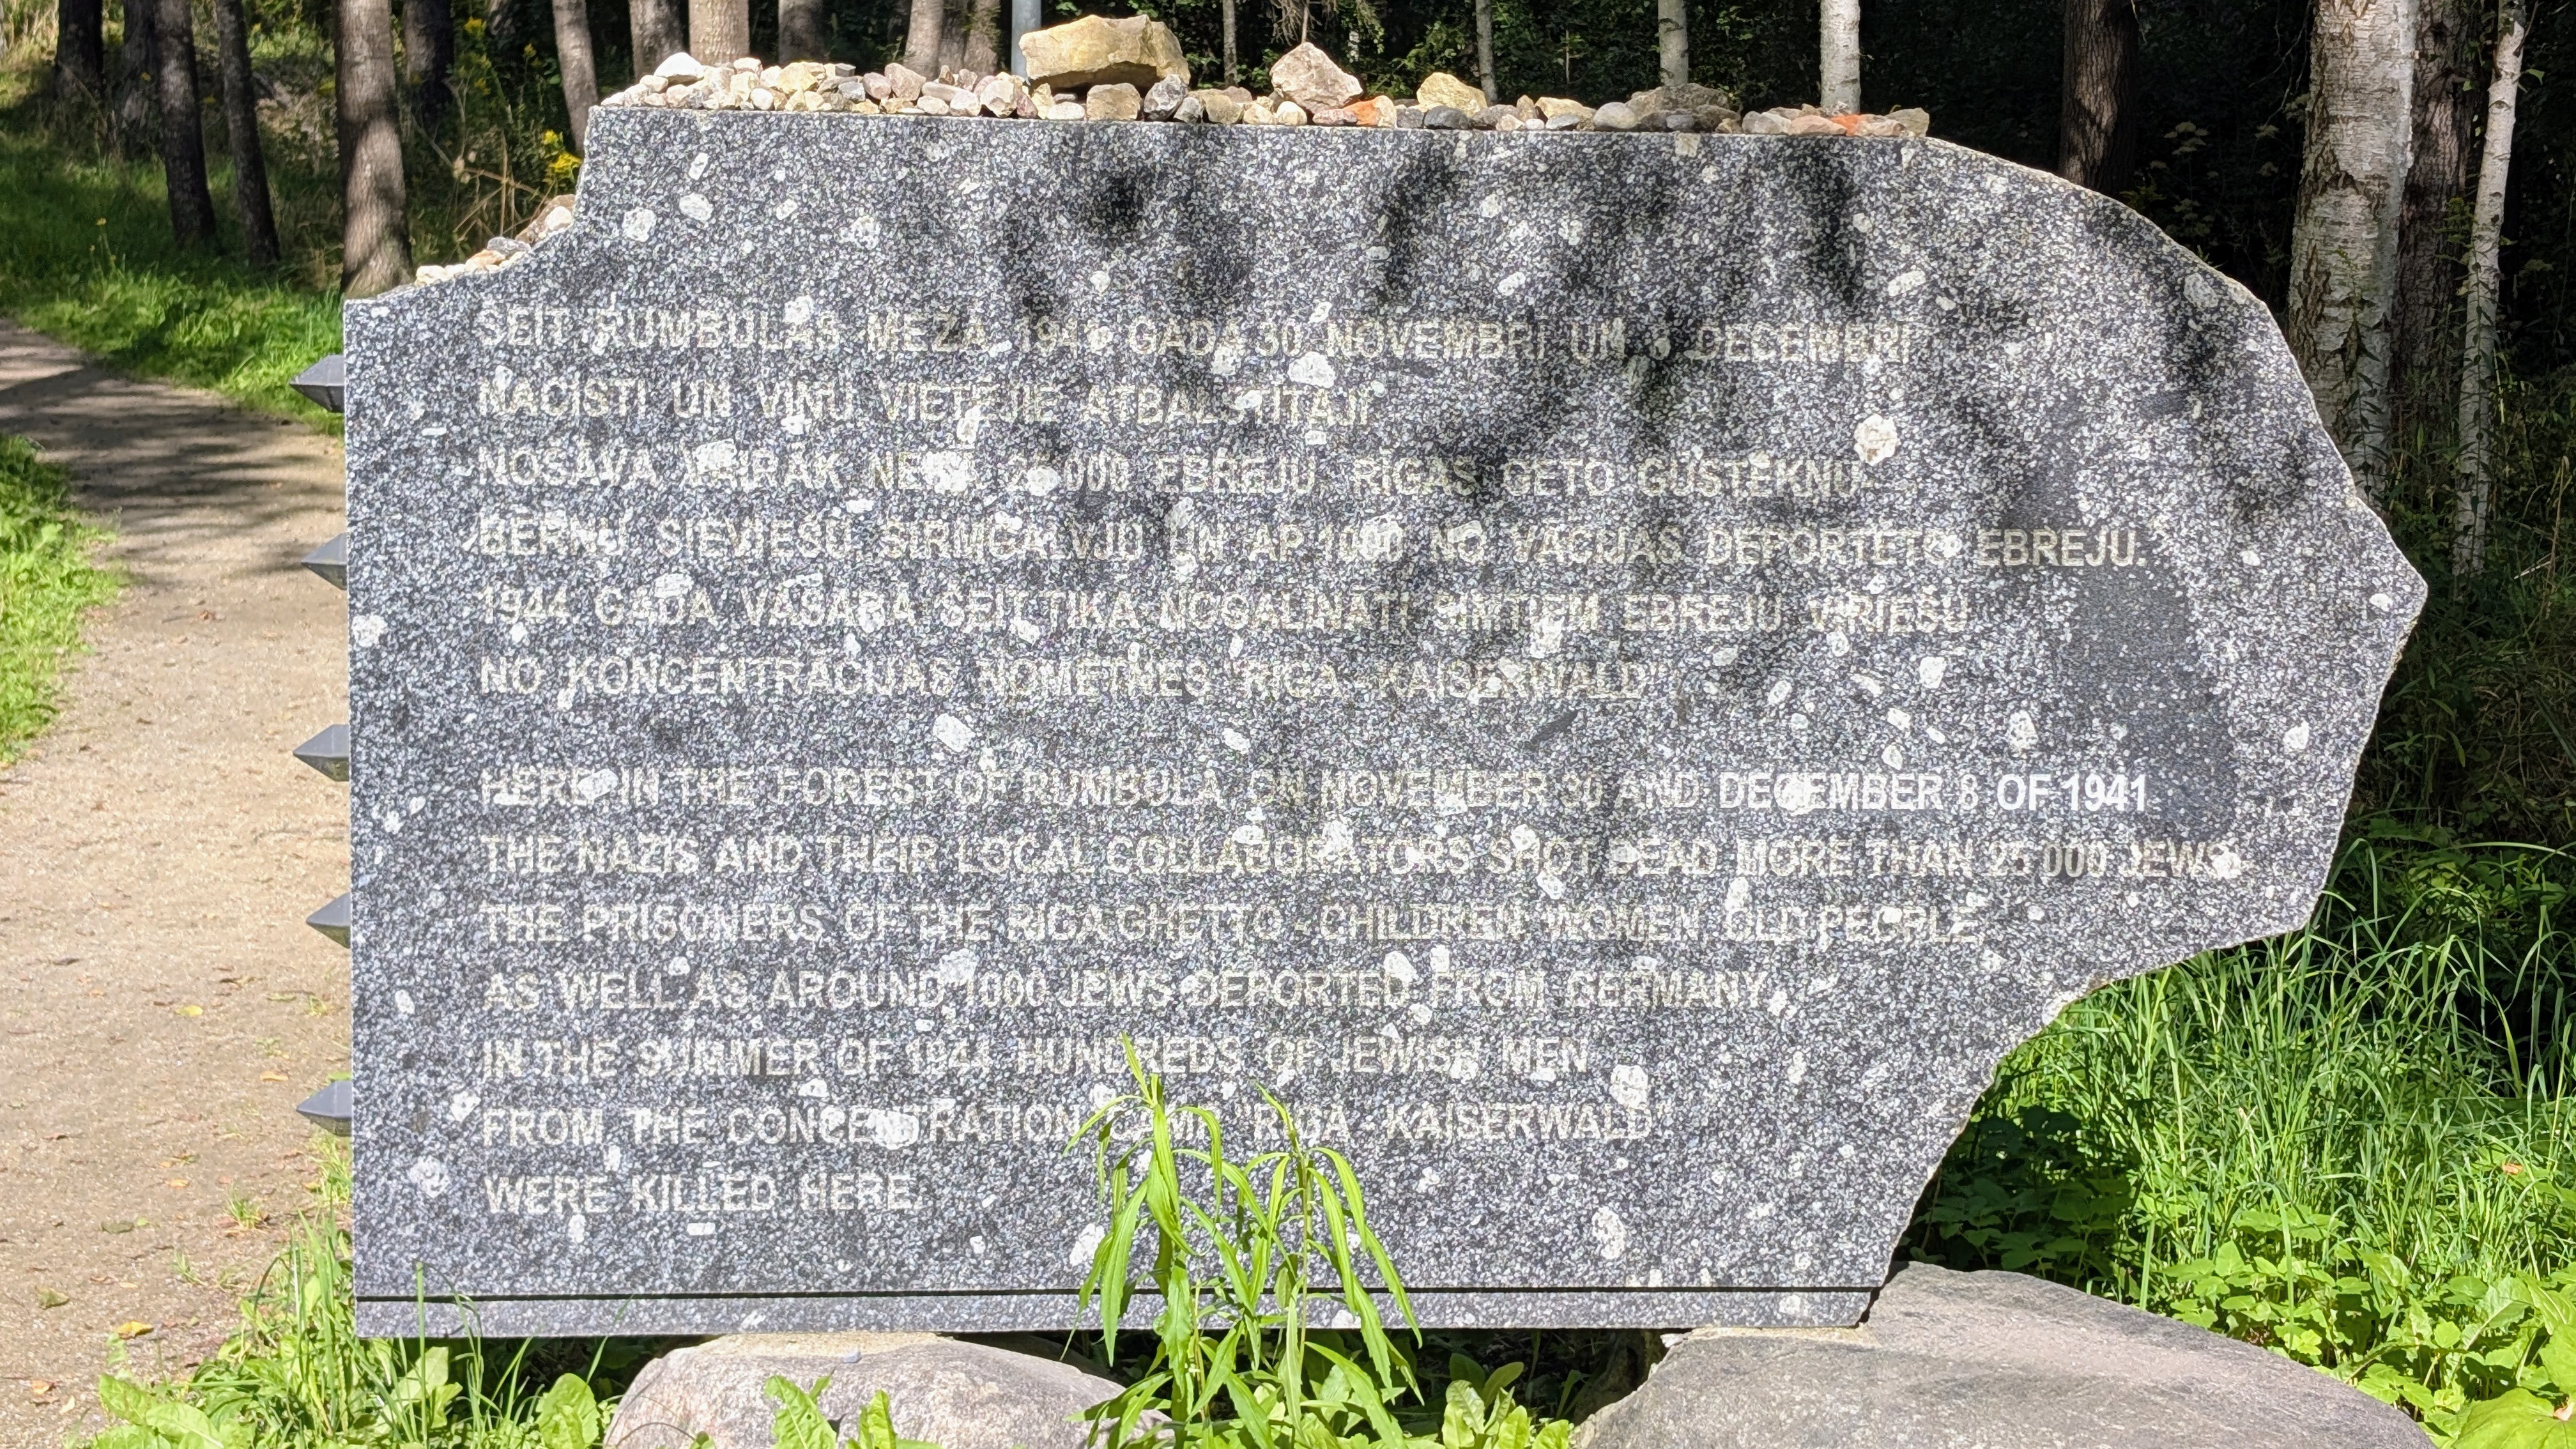 ŠEIT RUMBULAS MEŽĀ 1941. GADA 30. NOVEMBRĪ UN 8. DECEMBRĪ
NACISTI UN VIŅU VIETĒJIE ATBALSTĪTĀJI
NOŠĀVA VAIRĀK NEKĀ 25 000 EBREJU RĪGAS GETO GŪSTEKŅU -
BĒRNU, SIEVIEŠU, SIRMGALVJU UN AP 1000 NO VĀCIJAS DEPORTĒTO EBREJU.
1944. GADA VASARĀ ŠEIT TIKA NOGALINĀTI SIMTIEM EBREJU VĪRIEŠU
NO KONCENTRĀCIJAS NOMETNES "RIGA - KAISERWALD".
HERE IN THE FOREST OF RUMBULA, ON NOVEMBER 30 AND DECEMBER 8 OF 1941
THE NAZIS AND THEIR LOCAL COLLABORATORS SHOT DEAD MORE THAN 25 000 JEWS
THE PRISONERS OF THE RIGA GHETTO - CHILDREN, WOMEN, OLD PEOPLE
AS WELL AS AROUND 1000 JEWS DEPORTED FROM GERMANY.
IN THE SUMMER OF 1944 HUNDREDS OF JEWISH MEN
FROM THE CONCENTRATION CAMP "RIGA - KAISERWALD"
WERE KILLED HERE.